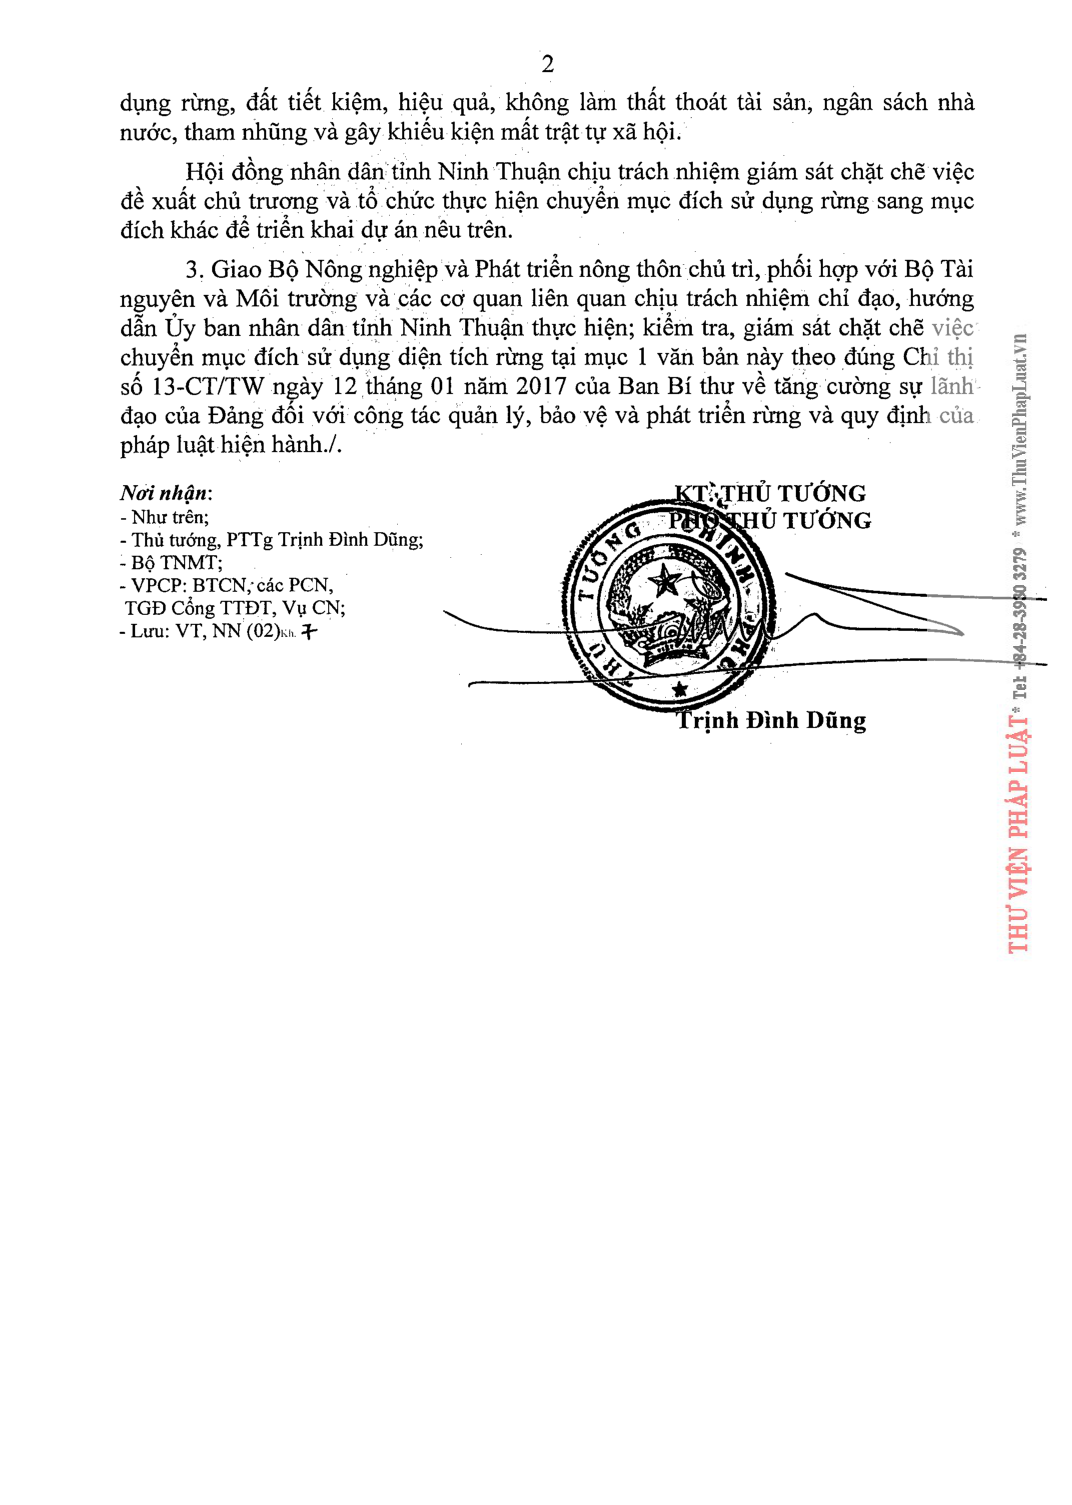 2
dụng rừng, đất tiết kiệm, hiệu quả, không làm thất thoát tài sản, ngân sách nhà
nước, tham nhũng và gây khiếu kiện mất trật tự xã hội.
Hội đồng nhân dân tỉnh Ninh Thuận chịu trách nhiệm giám sát chặt chẽ việc
đề xuất chủ trương và tổ chức thực hiện chuyển mục đích sử dụng rừng sang mục
đích khác để triển khai dự án nêu trên.
3. Giao Bộ Nông nghiệp và Phát triển nông thôn chủ trì, phối hợp với Bộ Tài
nguyên và Môi trường và các cơ quan liên quan chịu trách nhiệm chỉ đạo, hướng
dẫn Ủy ban nhân dân tỉnh Ninh Thuận thực hiện; kiểm tra, giám sát chặt chẽ việc
chuyển mục đích sử dụng diện tích rừng tại mục 1 văn bản này theo đúng Chỉ thị
số 13-CT/TW ngày 12 tháng 01 năm 2017 của Ban Bí thư về tăng cường sự lãnh
đạo của Đảng đối với công tác quản lý, bảo vệ và phát triển rừng và quy định của
pháp luật hiện hành./.
Nơi nhận:
- Như trên;
- Thủ tướng, PTTg Trịnh Đình Dũng;
- Bộ TNMT;
- VPCP: BTCN, các PCN,
TGĐ Cổng TTĐT, Vụ CN;
- Lưu: VT, NN (02)Kh. 7
KT. THỦ TƯỚNG
PHÓ THỦ TƯỚNG
THỦ TƯỚNG CHÍNH PHỦ
Trịnh Đình Dũng
THƯ VIỆN PHÁP LUẬT * Tel: +84-28-3930 3279 * www.ThuVienPhapLuat.vn